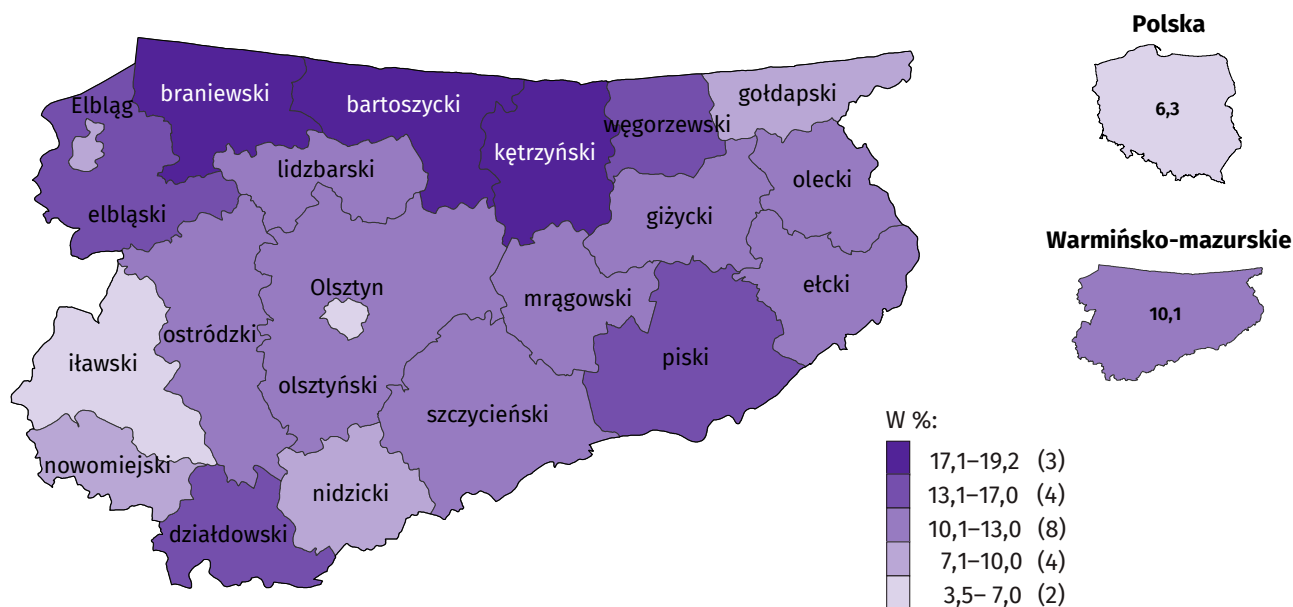 Polska
6,3
Warmińsko-mazurskie
10,1
Elbląg
braniewski
bartoszycki
kętrzyński
węgorzewski
gołdapski
lidzbarski
elbląski
olecki
giżycki
ełcki
Olsztyn
mrągowski
ostródzki
iławski
olsztyński
szczycieński
piski
nowomiejski
nidzicki
działdowski
W %:
17,1–19,2 (3)
13,1–17,0 (4)
10,1–13,0 (8)
7,1–10,0 (4)
3,5– 7,0 (2)